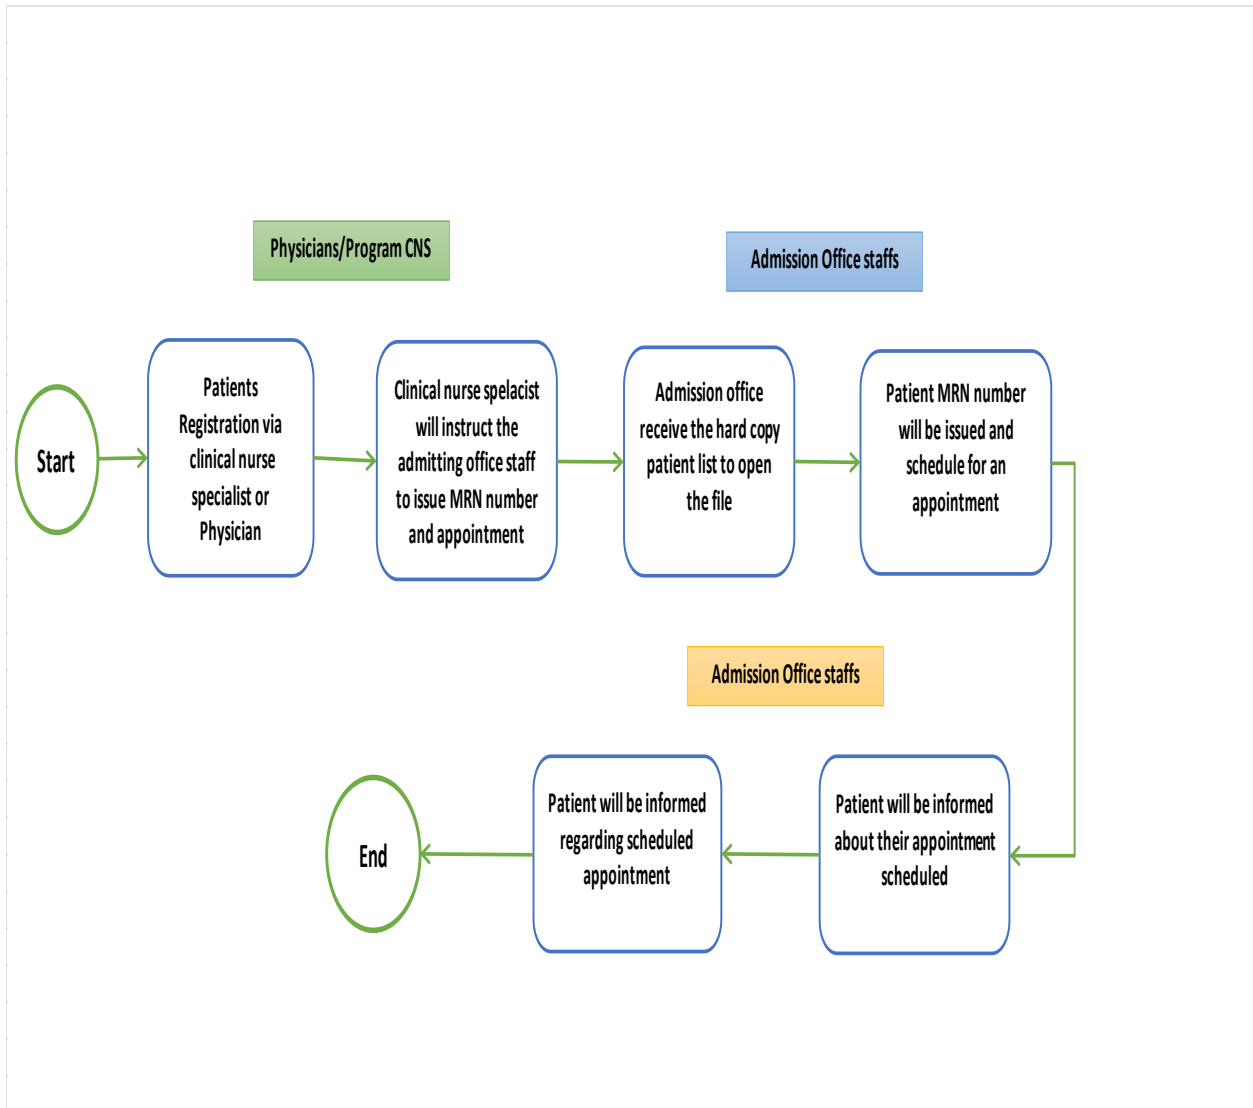 Physicians/Program CNS
Admission Office staffs
Start
Patients
Registration via
clinical nurse
specialist or
Physician
Clinical nurse spelacist
will instruct the
admitting office staff
to issue MRN number
and appointment
Admission office
receive the hard copy
patient list to open
the file
Patient MRN number
will be issued and
schedule for an
appointment
Admission Office staffs
Patient will be informed
about their appointment
scheduled
Patient will be informed
regarding scheduled
appointment
End